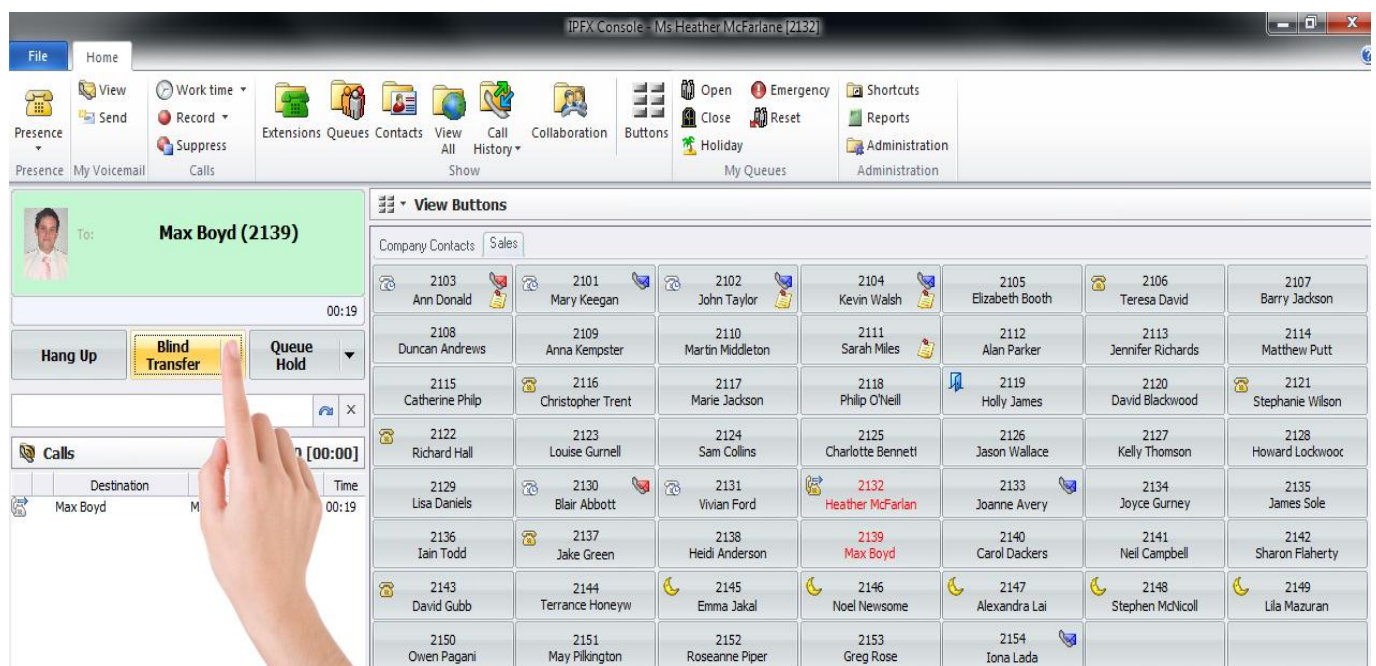 IPFX Console - Ms Heather McFarlane [2132]
File Home
View Work time Open Emergency Shortcuts
Send Record Close Reset Reports
Presence Suppress Extensions Queues Contacts View All Call History Collaboration Buttons Holiday Administration
Presence My Voicemail Calls Show My Queues Administration
To: Max Boyd (2139)
00:19
Hang Up Blind Transfer Queue Hold
Calls [00:00]
Destination Time
Max Boyd 00:19
View Buttons
Company Contacts Sales
2103 2101 2102 2104 2105 2106 2107
Ann Donald Mary Keegan John Taylor Kevin Walsh Elizabeth Booth Teresa David Barry Jackson
2108 2109 2110 2111 2112 2113 2114
Duncan Andrews Anna Kempster Martin Middleton Sarah Miles Alan Parker Jennifer Richards Matthew Putt
2115 2116 2117 2118 2119 2120 2121
Catherine Philp Christopher Trent Marie Jackson Philip O'Neill Holly James David Blackwood Stephanie Wilson
2122 2123 2124 2125 2126 2127 2128
Richard Hall Louise Gurnell Sam Collins Charlotte Bennett Jason Wallace Kelly Thomson Howard Lockwooc
2129 2130 2131 2132 2133 2134 2135
Lisa Daniels Blair Abbott Vivian Ford Heather McFarlan Joanne Avery Joyce Gurney James Sole
2136 2137 2138 2139 2140 2141 2142
Iain Todd Jake Green Heidi Anderson Max Boyd Carol Dackers Neil Campbell Sharon Flaherty
2143 2144 2145 2146 2147 2148 2149
David Gubb Terrance Honeyw Emma Jakal Noel Newsome Alexandra Lai Stephen McNicoll Lila Mazuran
2150 2151 2152 2153 2154
Owen Pagani May Pilkington Roseanne Piper Greg Rose Iona Lada